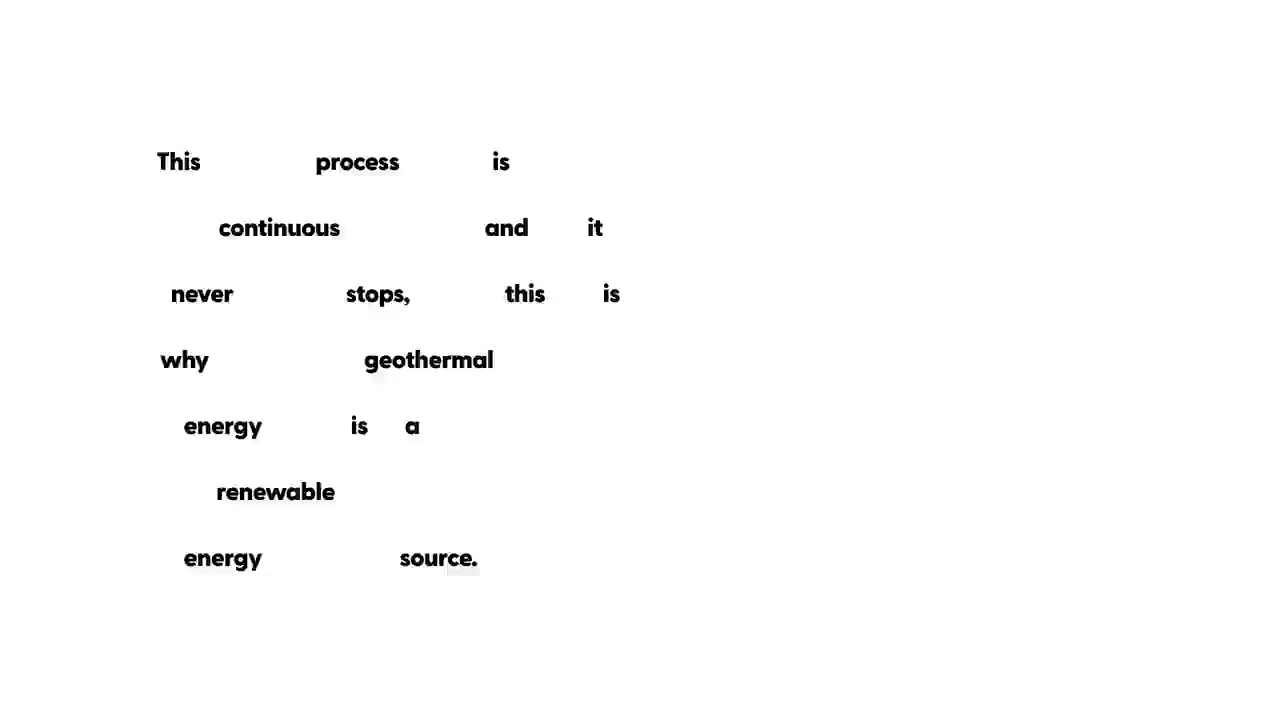 This process is
continuous and it
never stops, this is
why geothermal
energy is a
renewable
energy source.